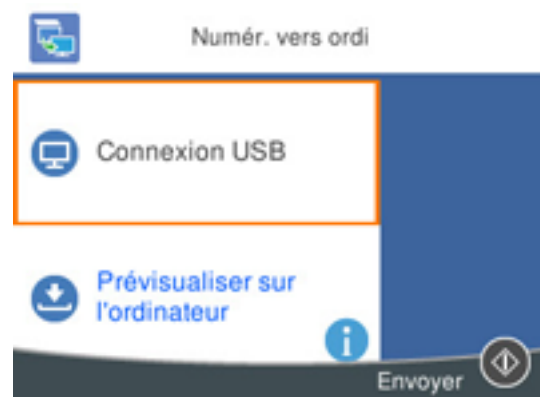 Numér. vers ordi
Connexion USB
Prévisualiser sur
l'ordinateur
Envoyer